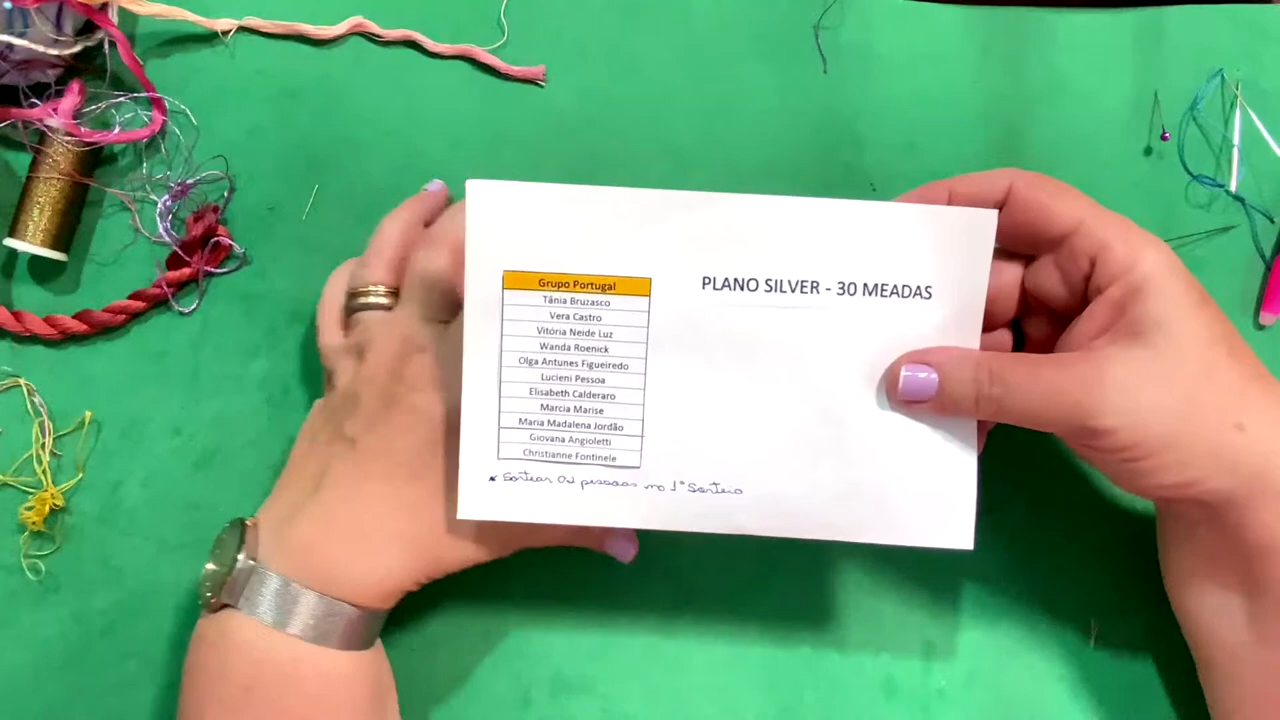 Grupo Portugal
Tânia Bruzasco
Vera Castro
Vitória Neide Luz
Wanda Roenick
Olga Antunes Figueiredo
Lucieni Pessoa
Elisabeth Calderaro
Marcia Marise
Maria Madalena Jordão
Giovana Angioletti
Christianne Fontinele
PLANO SILVER - 30 MEADAS
* Sortear 02 pessoas no 1º Sorteio